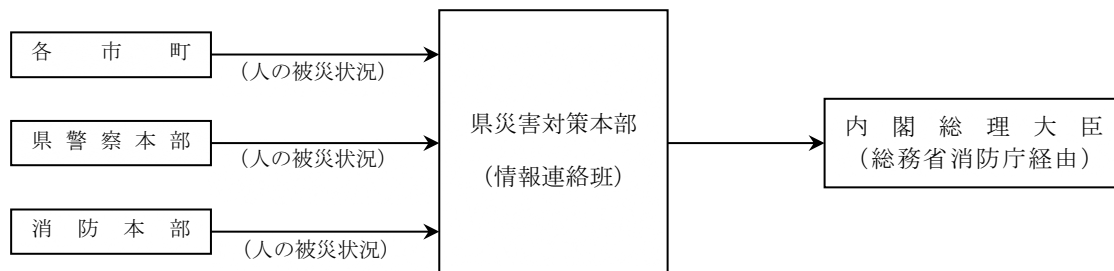 各市町
(人の被災状況)
県警察本部
(人の被災状況)
消防本部
(人の被災状況)
県災害対策本部
(情報連絡班)
内閣総理大臣
(総務省消防庁経由)